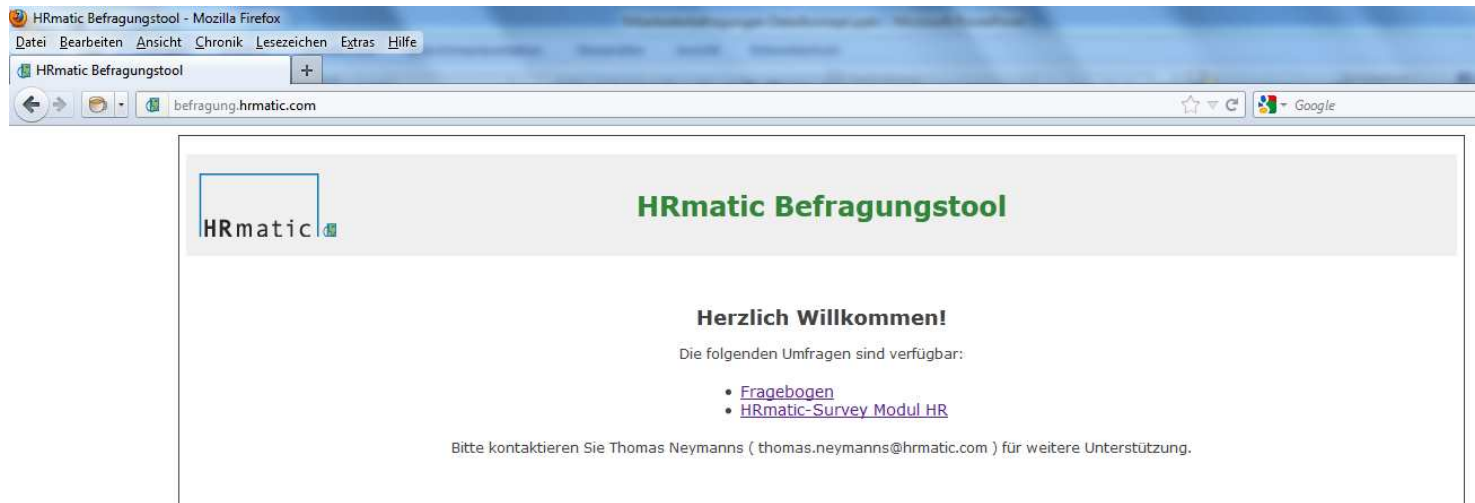 HRmatic Befragungstool - Mozilla Firefox
Datei Bearbeiten Ansicht Chronik Lesezeichen Extras Hilfe
HRmatic Befragungstool +
befragung.hrmatic.com Google
HRmatic
HRmatic Befragungstool
Herzlich Willkommen!
Die folgenden Umfragen sind verfügbar:
• Fragebogen
• HRmatic-Survey Modul HR
Bitte kontaktieren Sie Thomas Neymanns ( thomas.neymanns@hrmatic.com ) für weitere Unterstützung.